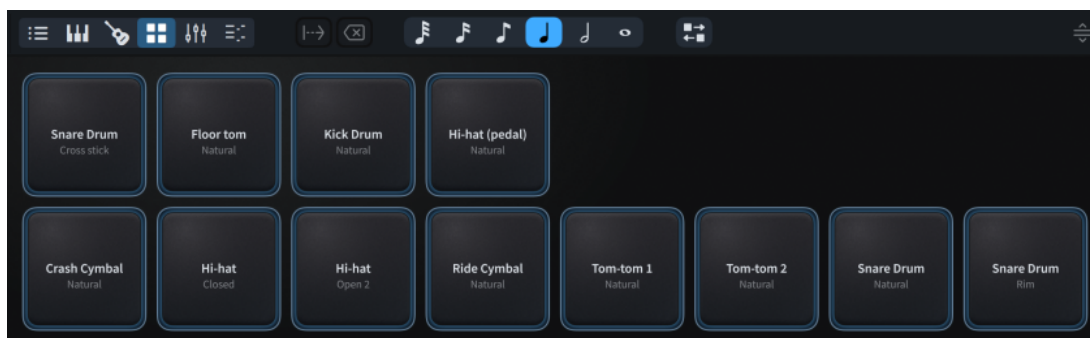 Snare Drum
Cross stick
Floor tom
Natural
Kick Drum
Natural
Hi-hat (pedal)
Natural
Crash Cymbal
Natural
Hi-hat
Closed
Hi-hat
Open 2
Ride Cymbal
Natural
Tom-tom 1
Natural
Tom-tom 2
Natural
Snare Drum
Natural
Snare Drum
Rim